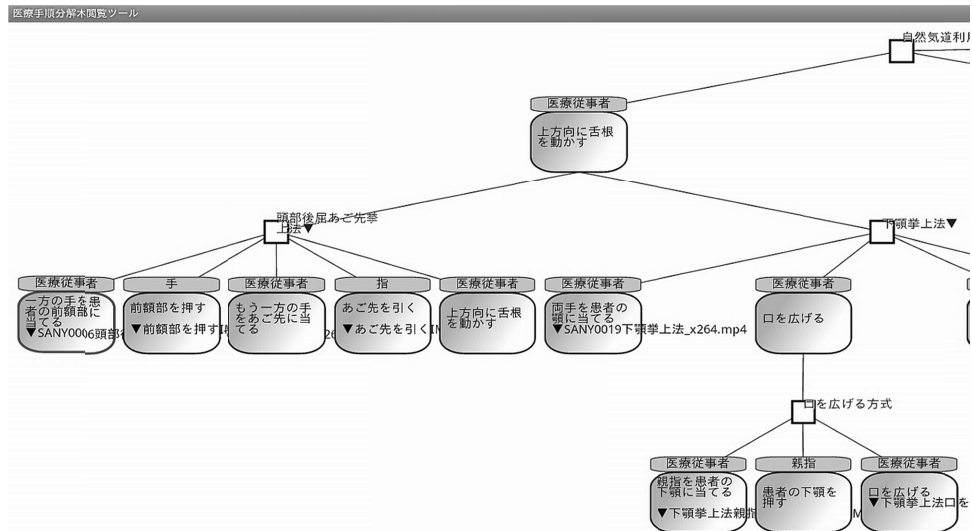 医療手順分解木閲覧ツール
自然気道利用
医療従事者
上方向に舌根
を動かす
頭部後屈あご先挙
上法▼
下顎挙上法▼
医療従事者
一方の手を患
者の前額部に
当てる
▼SANY0006頭部
手
前額部を押す
▼前額部を押す
医療従事者
もう一方の手
をあご先に当
てる
指
あご先を引く
▼あご先を引く
医療従事者
上方向に舌根
を動かす
医療従事者
両手を患者の
顎に当てる
▼SANY0019下顎挙上法_x264.mp4
医療従事者
口を広げる
口を広げる方式
医療従事者
親指を患者の
下顎に当てる
▼下顎挙上法親指
親指
患者の下顎を
押す
医療従事者
口を広げる
▼下顎挙上法口を